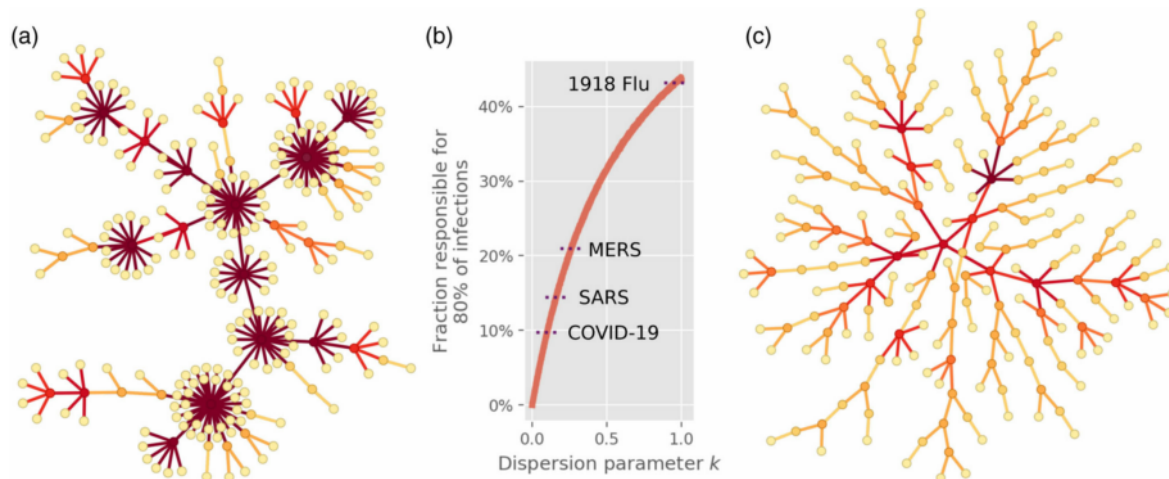 (a)
(b)
(c)
Fraction responsible for
80% of infections
40%
30%
20%
10%
0%
1918 Flu
MERS
SARS
COVID-19
0.0
0.5
1.0
Dispersion parameter k